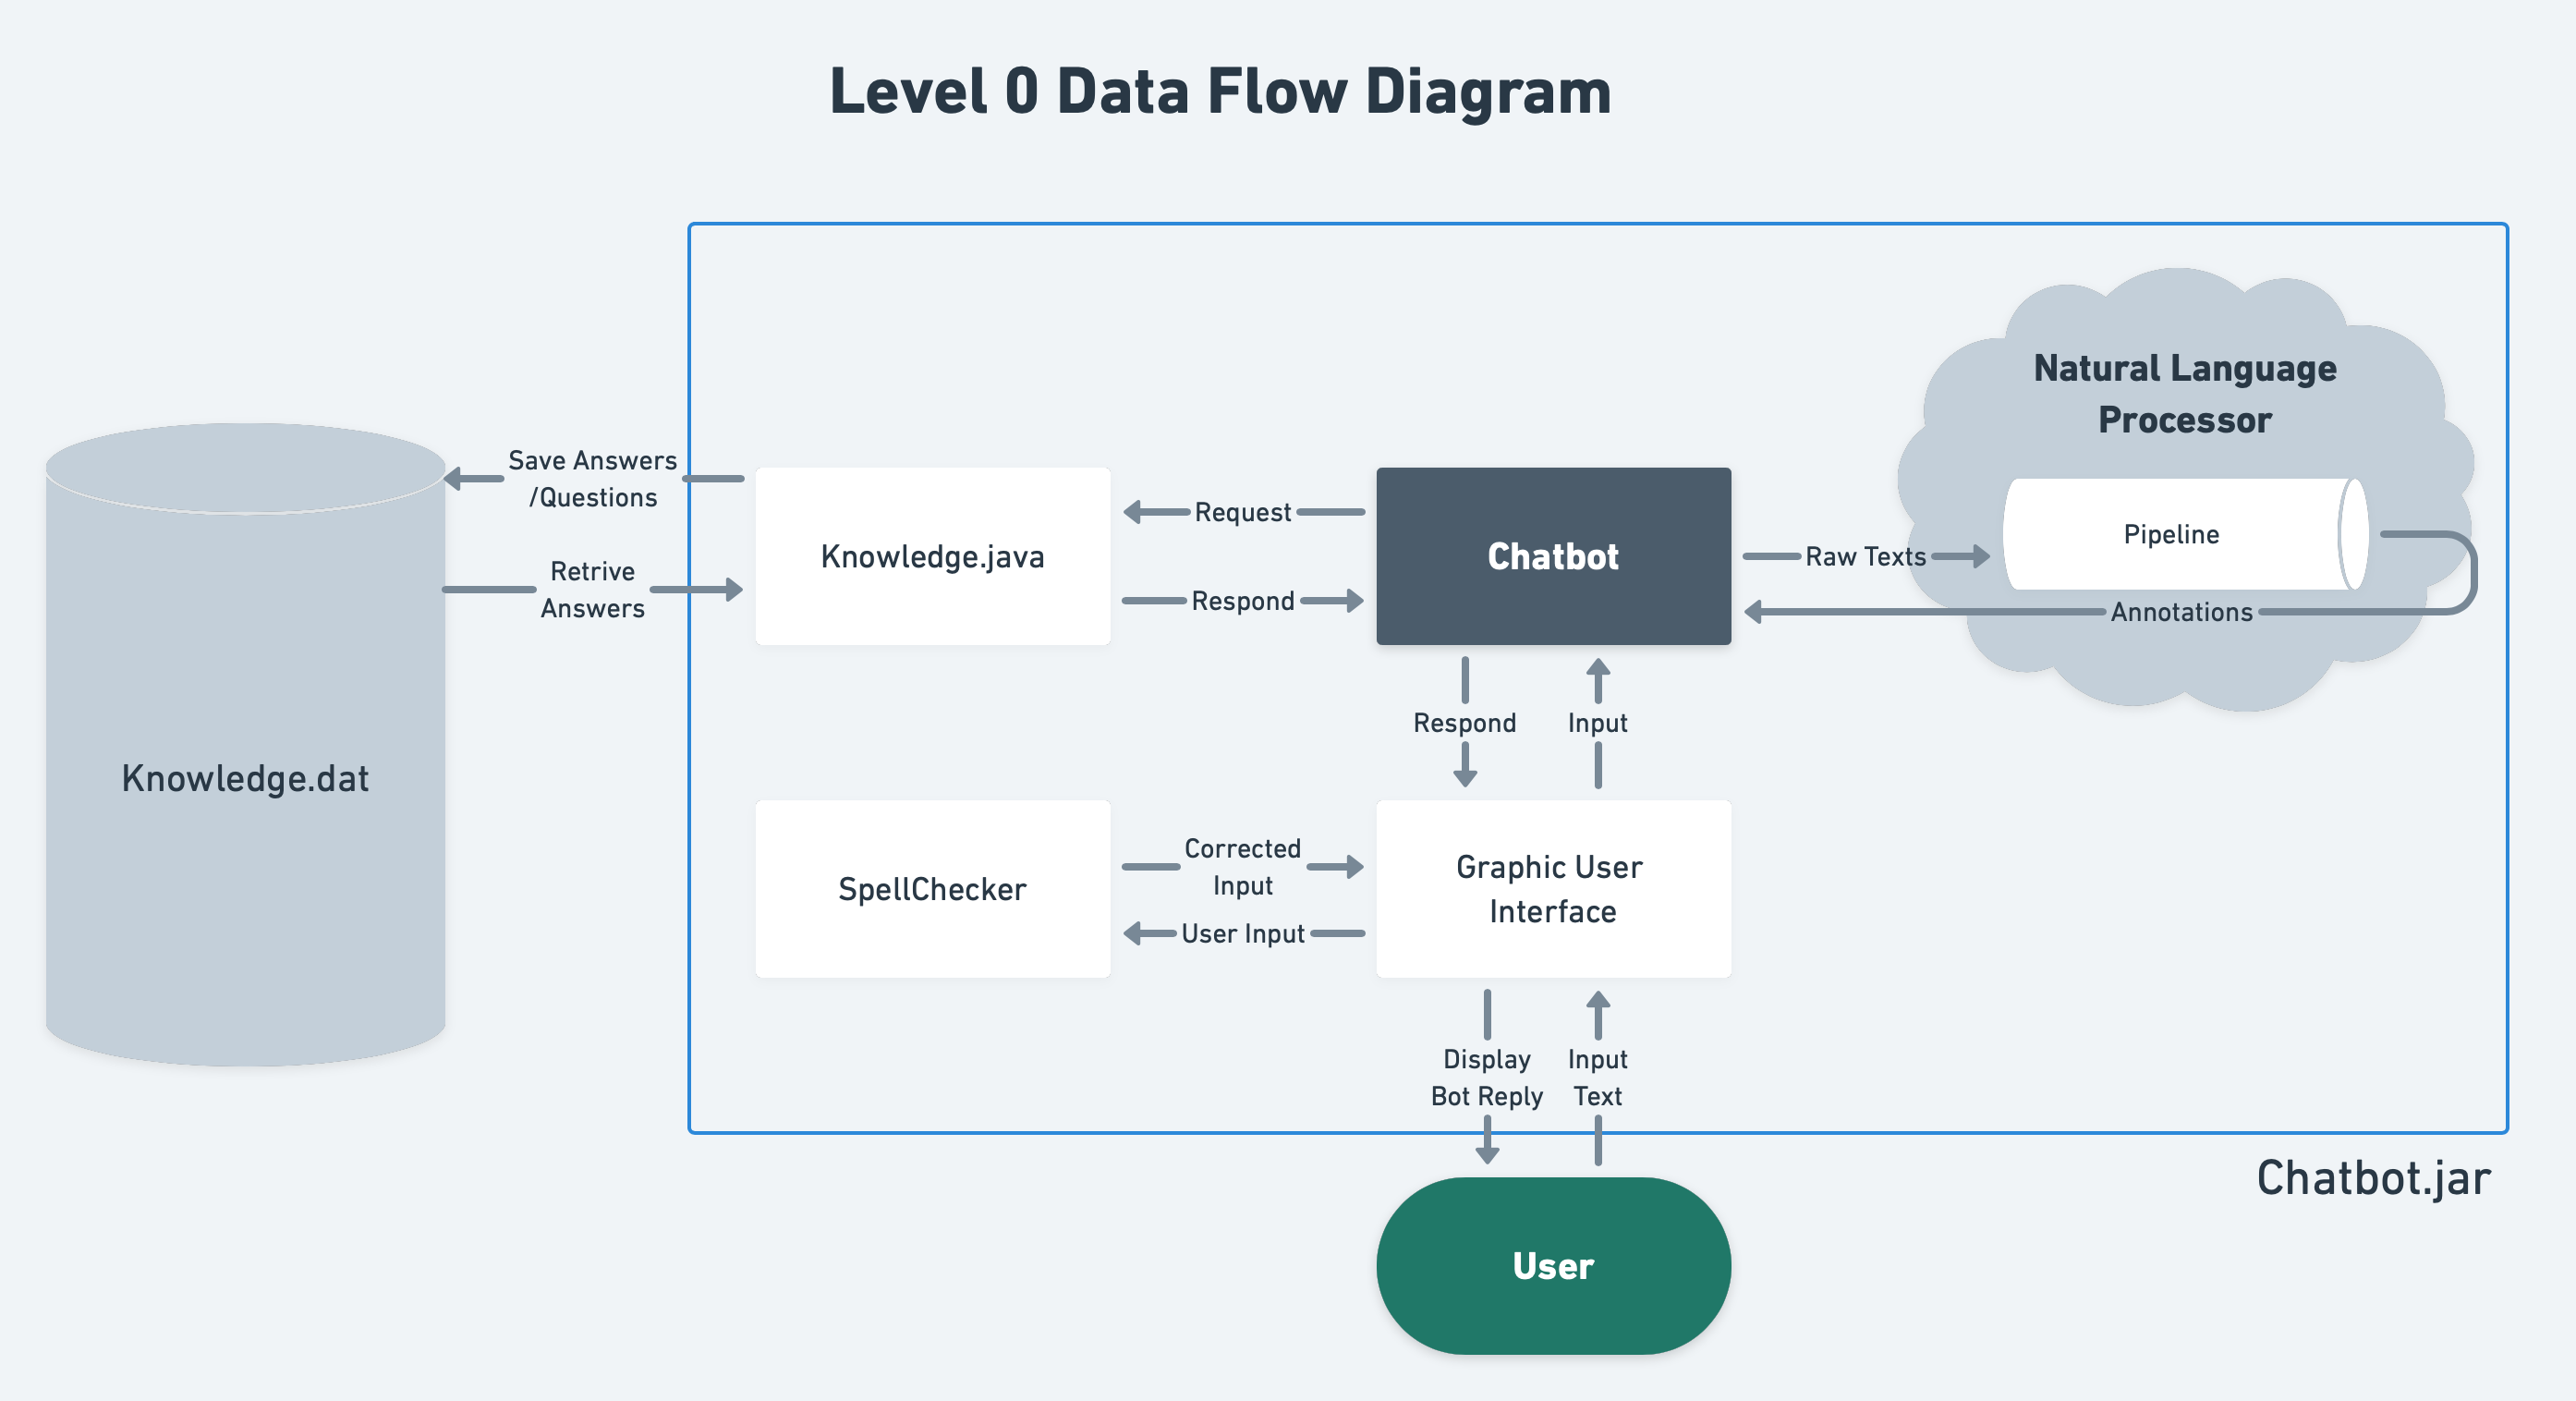 Level 0 Data Flow Diagram
Natural Language
Processor
Pipeline
Save Answers
/Questions
Retrive
Answers
Knowledge.dat
Knowledge.java
Request
Respond
Chatbot
Raw Texts
Annotations
Respond
Input
SpellChecker
Corrected
Input
User Input
Graphic User
Interface
Display
Bot Reply
Input
Text
Chatbot.jar
User